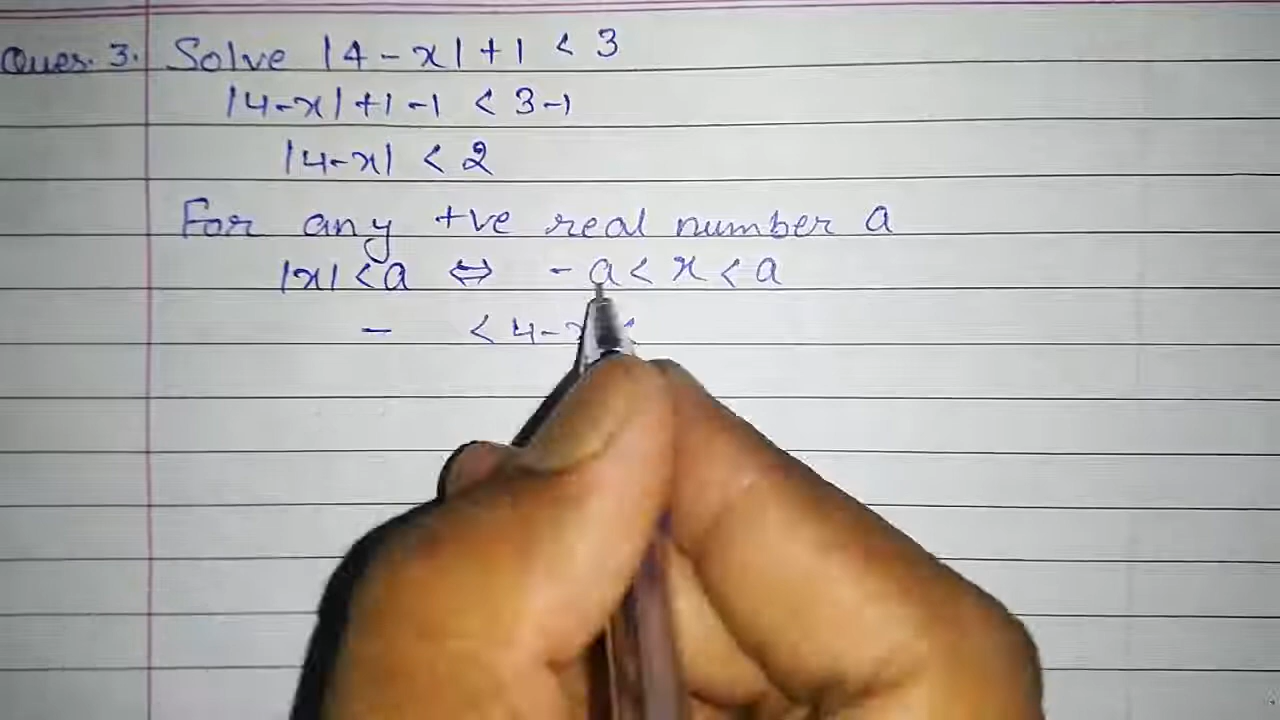 Ques. 3. Solve |4-x|+1 < 3
|4-x|+1-1 < 3-1
|4-x| < 2
For any +ve real number a
|x|<a ⇔ -a<x<a
- <4-x<